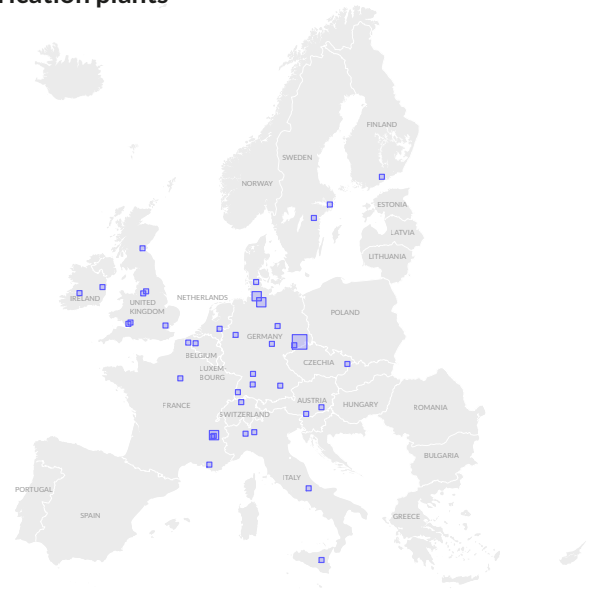 rication plants
FINLAND
SWEDEN
NORWAY
ESTONIA
LATVIA
LITHUANIA
IRELAND
UNITED
KINGDOM
NETHERLANDS
POLAND
GERMANY
BELGIUM
LUXEM
BOURG
CZECHIA
FRANCE
SWITZERLAND
AUSTRIA
HUNGARY
ROMANIA
BULGARIA
ITALY
PORTUGAL
SPAIN
GREECE